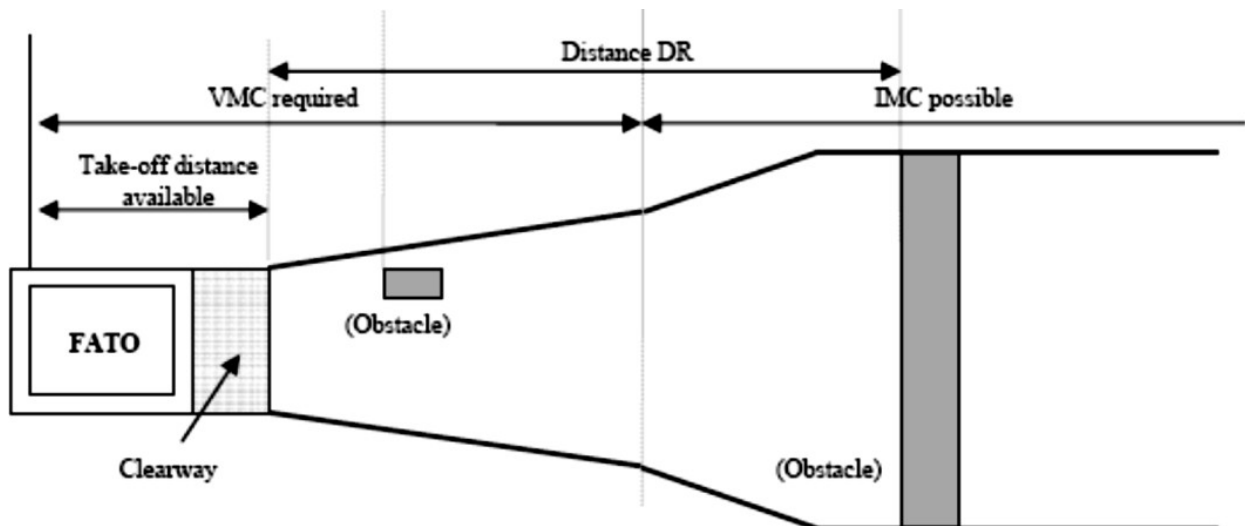 Distance DR
VMC required
IMC possible
Take-off distance
available
FATO
(Obstacle)
Clearway
(Obstacle)